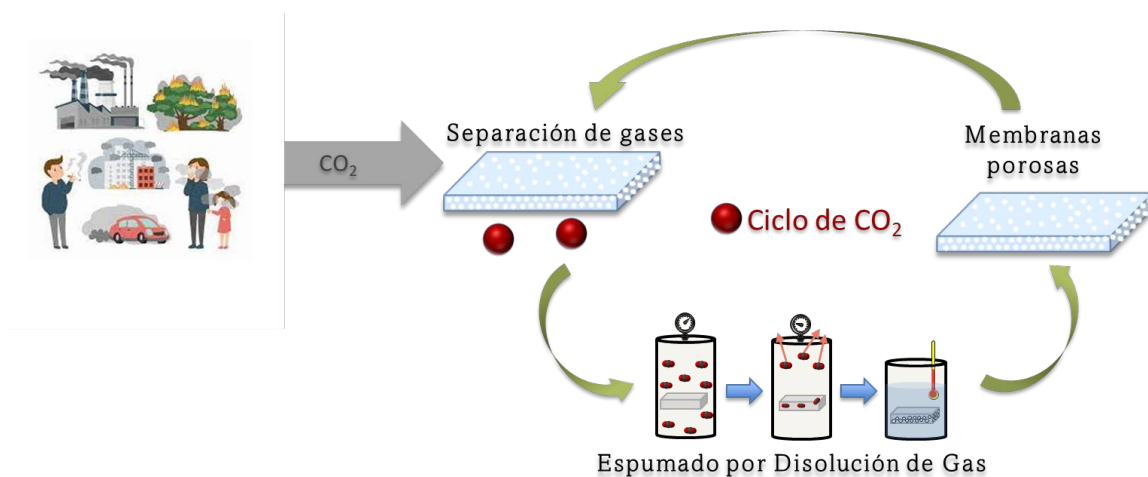 CO₂
Separación de gases
Membranas
porosas
Ciclo de CO₂
Espumado por Disolución de Gas